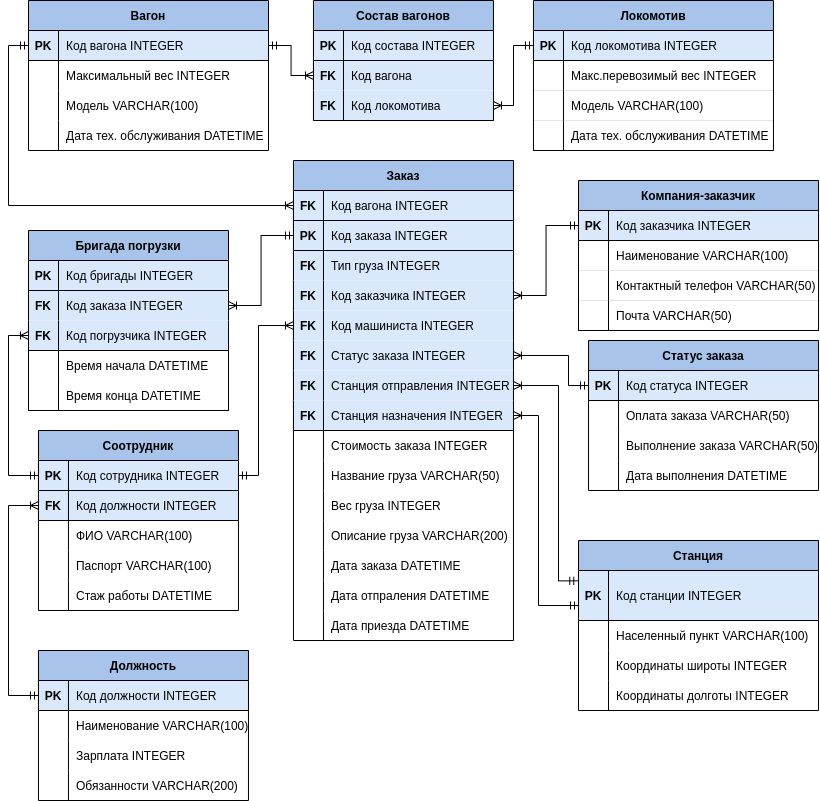 Вагон
PK Код вагона INTEGER
Максимальный вес INTEGER
Модель VARCHAR(100)
Дата тех. обслуживания DATETIME
Состав вагонов
PK Код состава INTEGER
FK Код вагона
FK Код локомотива
Локомотив
PK Код локомотива INTEGER
Макс.перевозимый вес INTEGER
Модель VARCHAR(100)
Дата тех. обслуживания DATETIME
Заказ
FK Код вагона INTEGER
PK Код заказа INTEGER
FK Тип груза INTEGER
FK Код заказчика INTEGER
FK Код машиниста INTEGER
FK Статус заказа INTEGER
FK Станция отправления INTEGER
FK Станция назначения INTEGER
Стоимость заказа INTEGER
Название груза VARCHAR(50)
Вес груза INTEGER
Описание груза VARCHAR(200)
Дата заказа DATETIME
Дата отпраления DATETIME
Дата приезда DATETIME
Компания-заказчик
PK Код заказчика INTEGER
Наименование VARCHAR(100)
Контактный телефон VARCHAR(50)
Почта VARCHAR(50)
Бригада погрузки
PK Код бригады INTEGER
FK Код заказа INTEGER
FK Код погрузчика INTEGER
Время начала DATETIME
Время конца DATETIME
Статус заказа
PK Код статуса INTEGER
Оплата заказа VARCHAR(50)
Выполнение заказа VARCHAR(50)
Дата выполнения DATETIME
Соотрудник
PK Код сотрудника INTEGER
FK Код должности INTEGER
ФИО VARCHAR(100)
Паспорт VARCHAR(100)
Стаж работы DATETIME
Станция
PK Код станции INTEGER
Населенный пункт VARCHAR(100)
Координаты широты INTEGER
Координаты долготы INTEGER
Должность
PK Код должности INTEGER
Наименование VARCHAR(100)
Зарплата INTEGER
Обязанности VARCHAR(200)